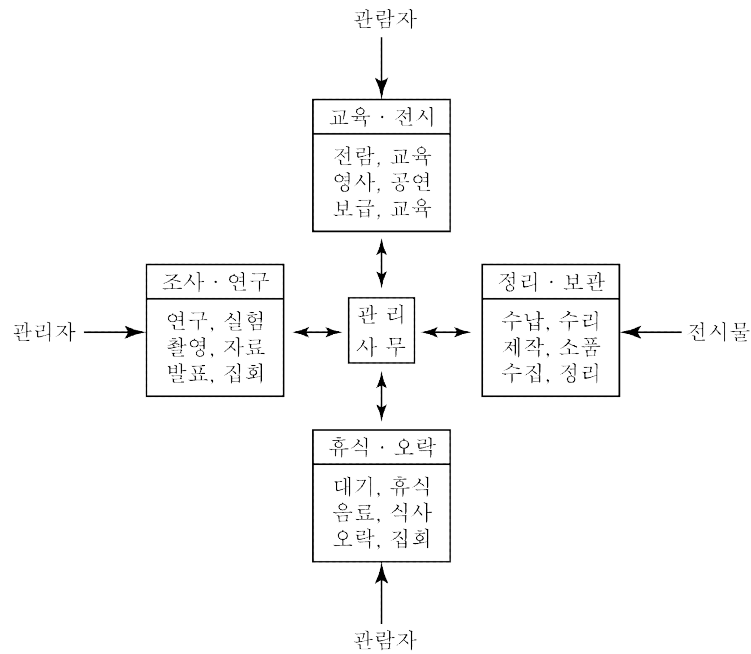 관람자
교육 · 전시
전람, 교육
영사, 공연
보급, 교육
조사 · 연구
연구, 실험
촬영, 자료
발표, 집회
관리자
관리
사무
정리 · 보관
수납, 수리
제작, 소품
수집, 정리
전시물
휴식 · 오락
대기, 휴식
음료, 식사
오락, 집회
관람자